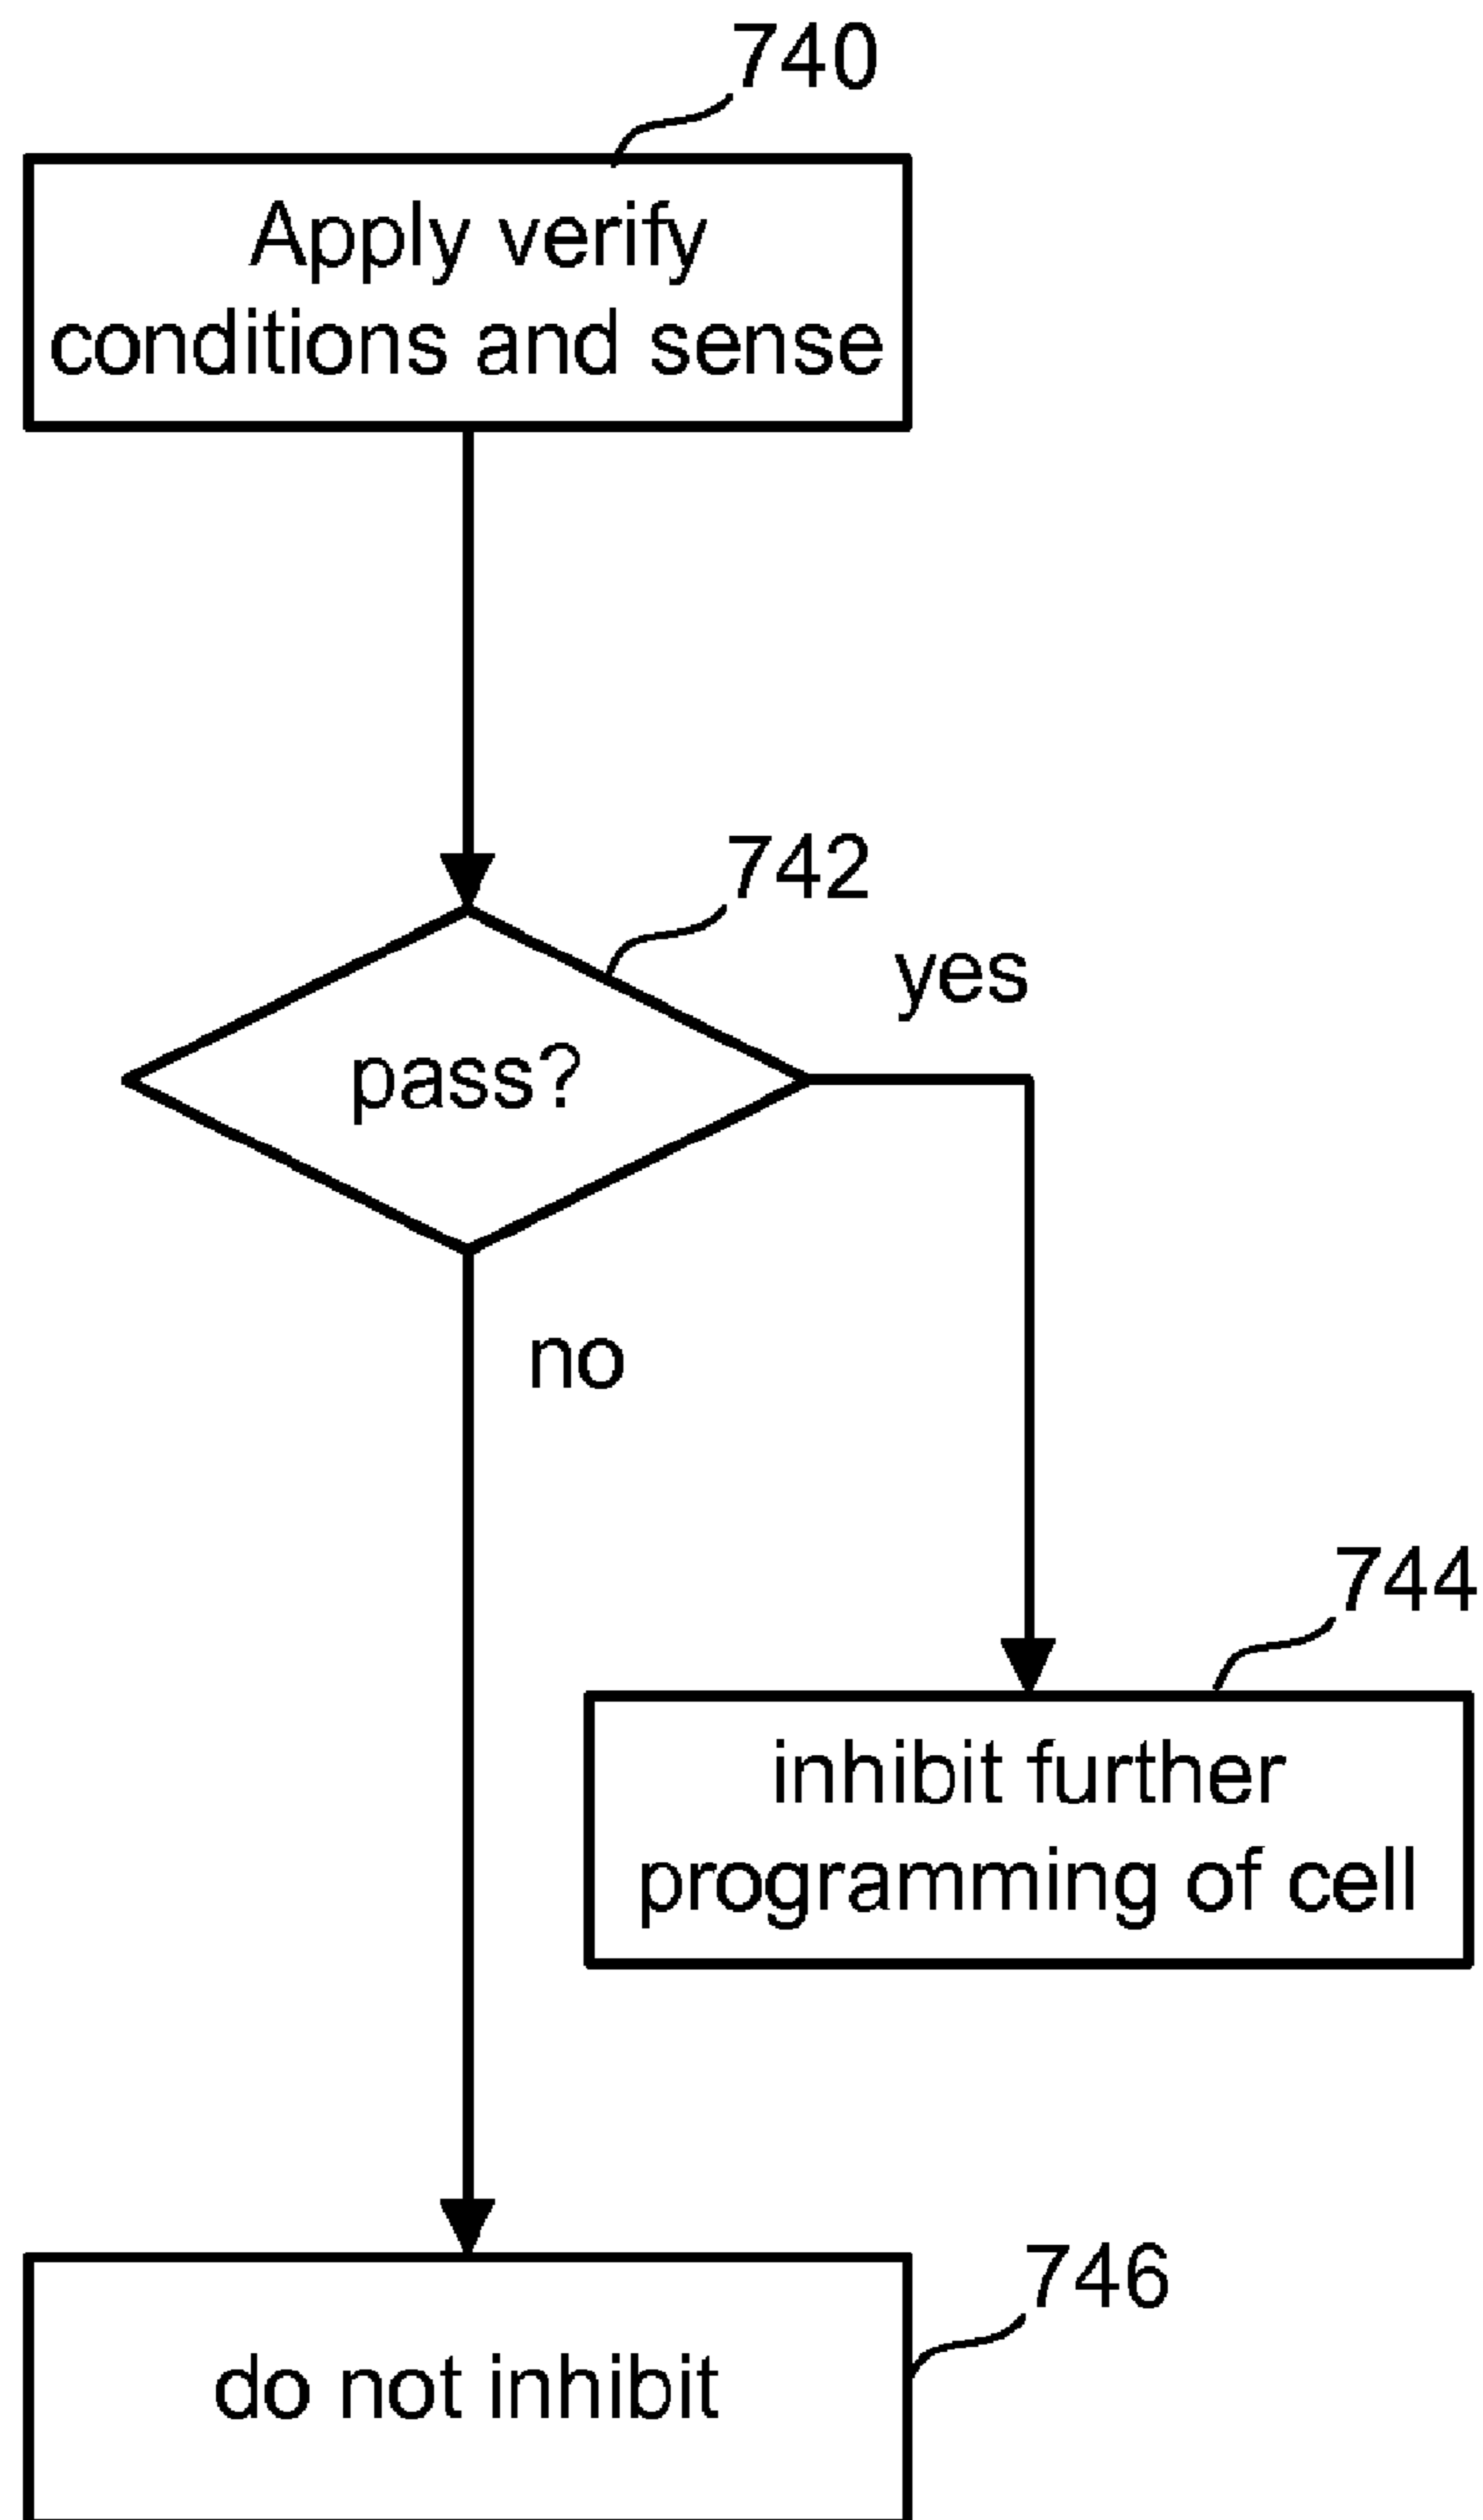 740
Apply verify
conditions and sense
742
yes
pass?
no
744
inhibit further
programming of cell
746
do not inhibit